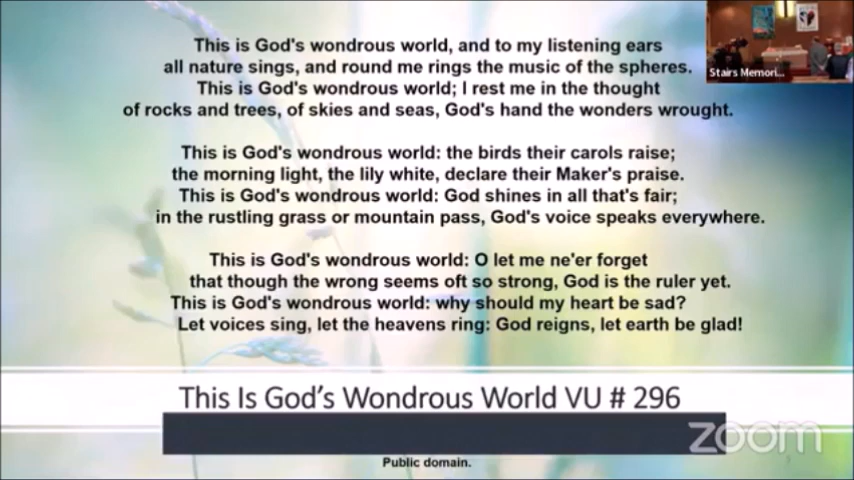 This is God's wondrous world, and to my listening ears
all nature sings, and round me rings the music of the spheres.
This is God's wondrous world; I rest me in the thought
of rocks and trees, of skies and seas, God's hand the wonders wrought.
This is God's wondrous world: the birds their carols raise;
the morning light, the lily white, declare their Maker's praise.
This is God's wondrous world: God shines in all that's fair;
in the rustling grass or mountain pass, God's voice speaks everywhere.
This is God's wondrous world: O let me ne'er forget
that though the wrong seems oft so strong, God is the ruler yet.
This is God's wondrous world: why should my heart be sad?
Let voices sing, let the heavens ring: God reigns, let earth be glad!
This Is God’s Wondrous World VU # 296
Public domain.
Stairs Memori...
zoom